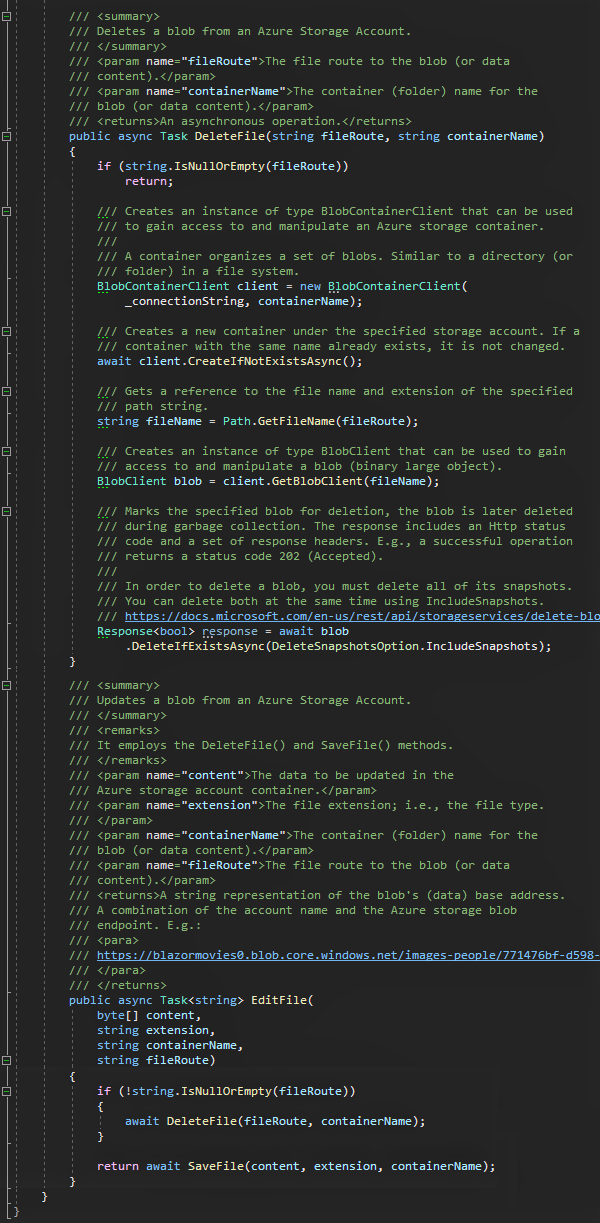 /// <summary>
/// Deletes a blob from an Azure Storage Account.
/// </summary>
/// <param name="fileRoute">The file route to the blob (or data
/// content).</param>
/// <param name="containerName">The container (folder) name for the
/// blob (or data content).</param>
/// <returns>An asynchronous operation.</returns>
public async Task DeleteFile(string fileRoute, string containerName)
{
if (string.IsNullOrEmpty(fileRoute))
return;
/// Creates an instance of type BlobContainerClient that can be used
/// to gain access to and manipulate an Azure storage container.
///
/// A container organizes a set of blobs. Similar to a directory (or
/// folder) in a file system.
BlobContainerClient client = new BlobContainerClient(
_connectionString, containerName);
/// Creates a new container under the specified storage account. If a
/// container with the same name already exists, it is not changed.
await client.CreateIfNotExistsAsync();
/// Gets a reference to the file name and extension of the specified
/// path string.
string fileName = Path.GetFileName(fileRoute);
/// Creates an instance of type BlobClient that can be used to gain
/// access to and manipulate a blob (binary large object).
BlobClient blob = client.GetBlobClient(fileName);
/// Marks the specified blob for deletion, the blob is later deleted
/// during garbage collection. The response includes an Http status
/// code and a set of response headers. E.g., a successful operation
/// returns a status code 202 (Accepted).
///
/// In order to delete a blob, you must delete all of its snapshots.
/// You can delete both at the same time using IncludeSnapshots.
/// https://docs.microsoft.com/en-us/rest/api/storageservices/delete-blo
Response<bool> response = await blob
.DeleteIfExistsAsync(DeleteSnapshotsOption.IncludeSnapshots);
}
/// <summary>
/// Updates a blob from an Azure Storage Account.
/// </summary>
/// <remarks>
/// It employs the DeleteFile() and SaveFile() methods.
/// </remarks>
/// <param name="content">The data to be updated in the
/// Azure storage account container.</param>
/// <param name="extension">The file extension; i.e., the file type.
/// </param>
/// <param name="containerName">The container (folder) name for the
/// blob (or data content).</param>
/// <param name="fileRoute">The file route to the blob (or data
/// content).</param>
/// <returns>A string representation of the blob's (data) base address.
/// A combination of the account name and the Azure storage blob
/// endpoint. E.g.:
/// <para>
/// https://blazormovies0.blob.core.windows.net/images-people/771476bf-d598-
/// </para>
/// </returns>
public async Task<string> EditFile(
byte[] content,
string extension,
string containerName,
string fileRoute)
{
if (!string.IsNullOrEmpty(fileRoute))
{
await DeleteFile(fileRoute, containerName);
}
return await SaveFile(content, extension, containerName);
}
}
}